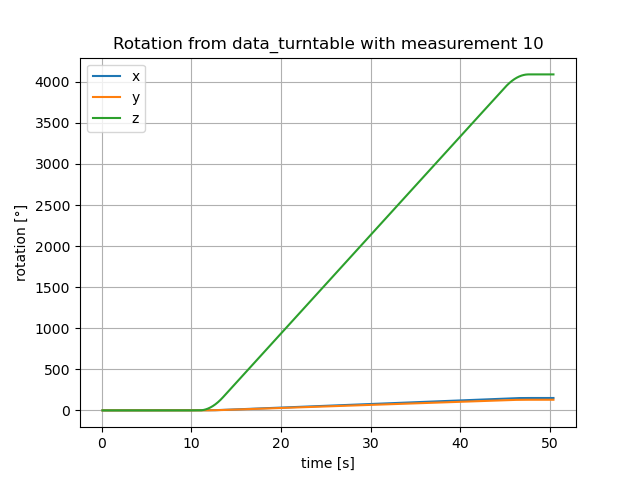 Rotation from data_turntable with measurement 10
x
y
z
4000
3500
3000
2500
2000
1500
1000
500
0
rotation [°]
0 10 20 30 40 50
time [s]